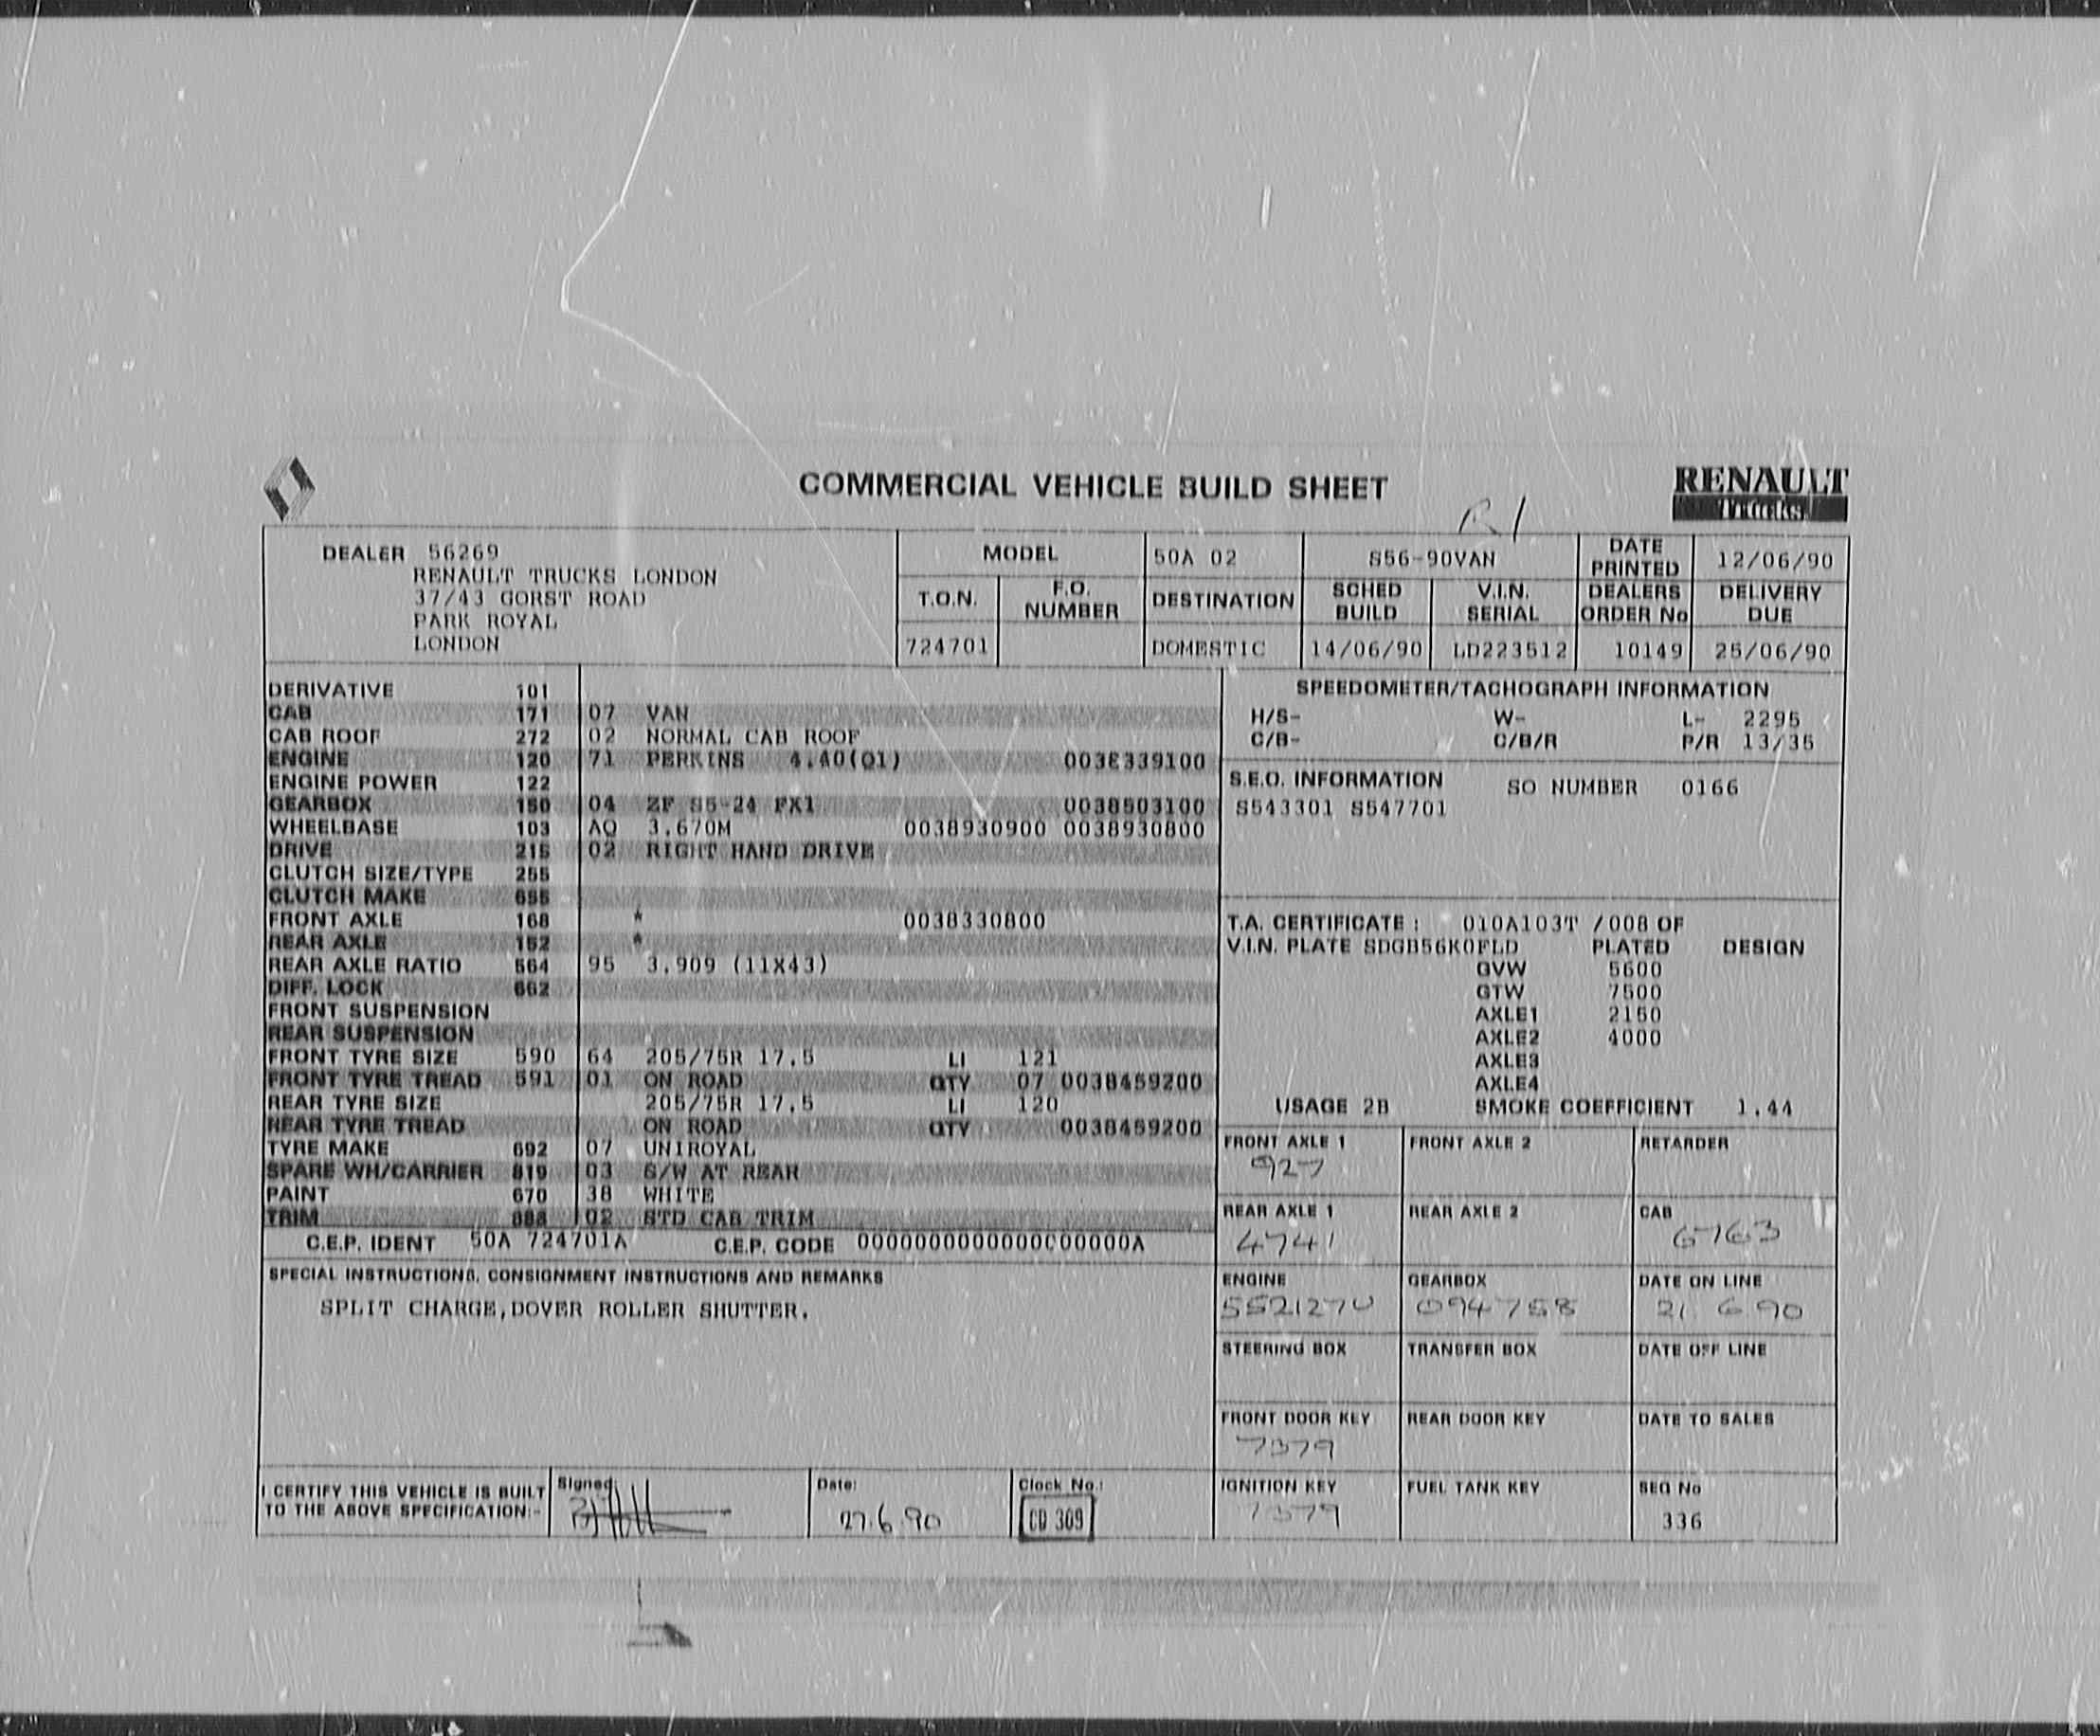 COMMERCIAL VEHICLE BUILD SHEET
RENAULT
Trucks
R1
DEALER 56269
RENAULT TRUCKS LONDON
37/43 GORST ROAD
PARK ROYAL
LONDON
MODEL 50A 02 S56-90VAN DATE PRINTED 12/06/90
T.O.N. F.O. NUMBER DESTINATION SCHED BUILD V.I.N. SERIAL DEALERS ORDER No DELIVERY DUE
724701 DOMESTIC 14/06/90 LD223512 10149 25/06/90
DERIVATIVE 101
CAB 171 07 VAN
CAB ROOF 272 02 NORMAL CAB ROOF
ENGINE 120 71 PERKINS 4.40(Q1) 0038339100
ENGINE POWER 122
GEARBOX 150 04 ZF S5-24 FX1 0038503100
WHEELBASE 103 AQ 3.670M 0038930900 0038930800
DRIVE 215 02 RIGHT HAND DRIVE
CLUTCH SIZE/TYPE 255
CLUTCH MAKE 655
FRONT AXLE 168 * 0038330800
REAR AXLE 152 *
REAR AXLE RATIO 564 95 3.909 (11X43)
DIFF. LOCK 662
FRONT SUSPENSION
REAR SUSPENSION
FRONT TYRE SIZE 590 64 205/75R 17.5 LI 121
FRONT TYRE TREAD 591 01 ON ROAD QTY 07 0038459200
REAR TYRE SIZE 205/75R 17.5 LI 120
REAR TYRE TREAD ON ROAD QTY 0038459200
TYRE MAKE 692 07 UNIROYAL
SPARE WH/CARRIER 819 03 S/W AT REAR
PAINT 670 38 WHITE
TRIM 02 STD CAB TRIM
C.E.P. IDENT 50A 724701A C.E.P. CODE 0000000000000C00000A
SPECIAL INSTRUCTIONS, CONSIGNMENT INSTRUCTIONS AND REMARKS
SPLIT CHARGE,DOVER ROLLER SHUTTER.
SPEEDOMETER/TACHOGRAPH INFORMATION
H/S- W- L- 2295
C/B- C/B/R P/R 13/35
S.E.O. INFORMATION SO NUMBER 0166
S543301 S547701
T.A. CERTIFICATE : 010A103T /008 OF
V.I.N. PLATE SDGB56K0FLD PLATED DESIGN
GVW 5600
GTW 7500
AXLE1 2150
AXLE2 4000
AXLE3
AXLE4
USAGE 2B SMOKE COEFFICIENT 1.44
FRONT AXLE 1 FRONT AXLE 2 RETARDER
927
REAR AXLE 1 REAR AXLE 2 CAB
4741 6763
ENGINE GEARBOX DATE ON LINE
094758 21.6.90
STEERING BOX TRANSFER BOX DATE OFF LINE
FRONT DOOR KEY REAR DOOR KEY DATE TO SALES
7379
IGNITION KEY FUEL TANK KEY SEQ No
7379 336
I CERTIFY THIS VEHICLE IS BUILT
TO THE ABOVE SPECIFICATION:-
Signed: Date: Clock No.:
27.6.90 CD 309